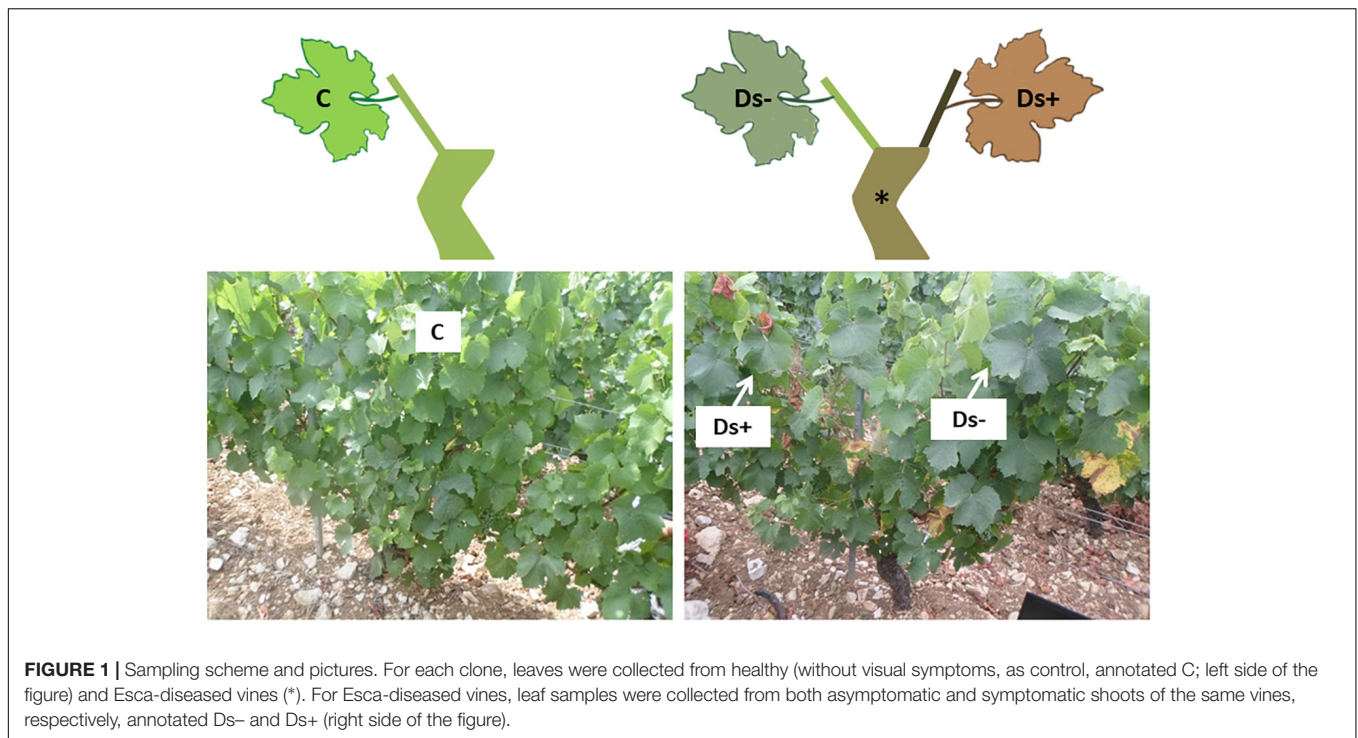 C
Ds-
Ds+
*
C
Ds+
Ds-
FIGURE 1 | Sampling scheme and pictures. For each clone, leaves were collected from healthy (without visual symptoms, as control, annotated C; left side of the
figure) and Esca-diseased vines (*). For Esca-diseased vines, leaf samples were collected from both asymptomatic and symptomatic shoots of the same vines,
respectively, annotated Ds– and Ds+ (right side of the figure).